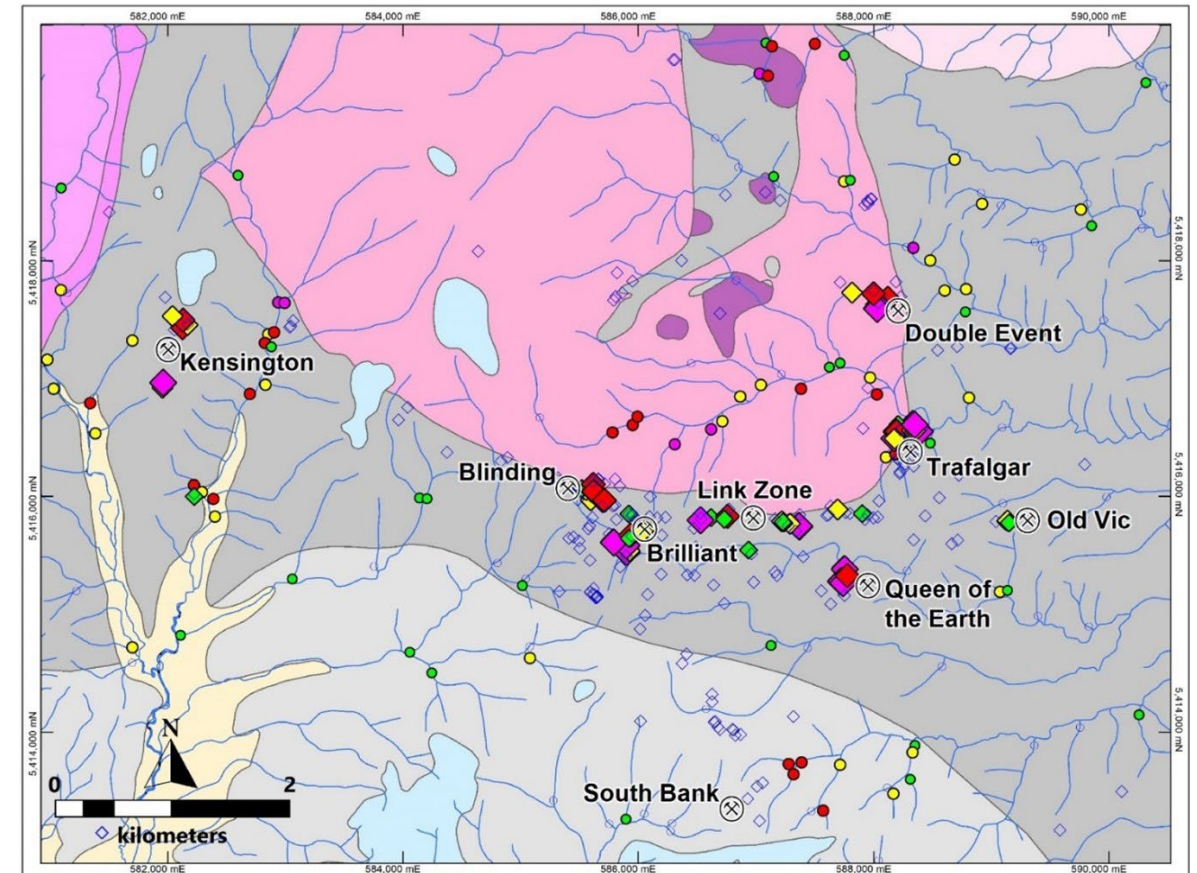 582,000 mE
584,000 mE
586,000 mE
588,000 mE
590,000 mE
5,418,000 mN
5,418,000 mN
Double Event
Kensington
Trafalgar
Blinding
Link Zone
5,416,000 mN
5,416,000 mN
Old Vic
Brilliant
Queen of
the Earth
5,414,000 mN
5,414,000 mN
N
0
2
kilometers
South Bank
582,000 mE
584,000 mE
586,000 mE
588,000 mE
590,000 mE